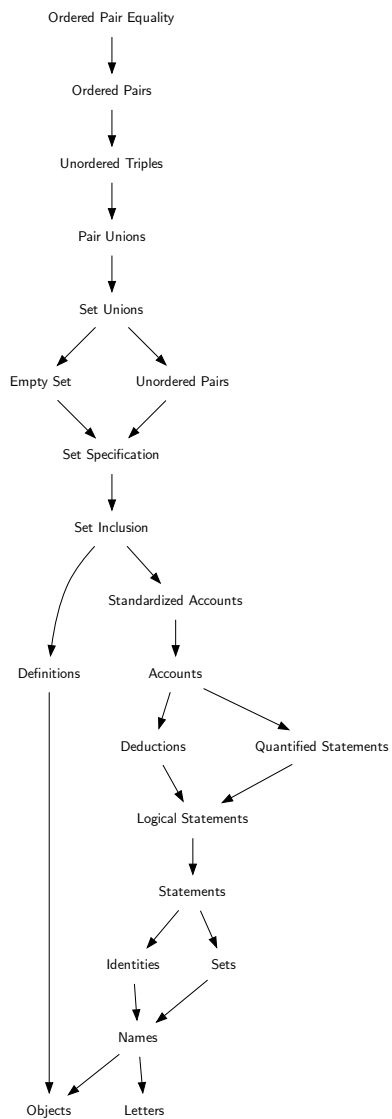 Ordered Pair Equality
Ordered Pairs
Unordered Triples
Pair Unions
Set Unions
Empty Set
Unordered Pairs
Set Specification
Set Inclusion
Standardized Accounts
Definitions
Accounts
Deductions
Quantified Statements
Logical Statements
Statements
Identities
Sets
Names
Objects
Letters